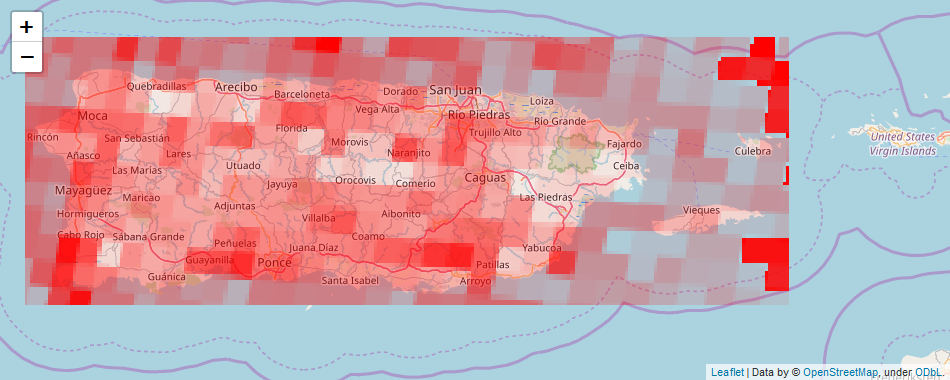 +
−
Quebradillas
Arecibo
Barceloneta
Dorado
San Juan
Loíza
Moca
Vega Alta
Río Piedras
Río Grande
Rincón
San Sebastián
Florida
Morovis
Trujillo Alto
Fajardo
United States
Virgin Islands
Añasco
Lares
Naranjito
Culebra
Las Marías
Utuado
Ceiba
Mayagüez
Maricao
Jayuya
Orocovis
Comerio
Caguas
Las Piedras
Hormigueros
Adjuntas
Villalba
Aibonito
Vieques
Cabo Rojo
Sábana Grande
Peñuelas
Juana Díaz
Coamo
Yabucoa
Guayanilla
Ponce
Patillas
Guánica
Santa Isabel
Arroyo
Leaflet | Data by © OpenStreetMap, under ODbL.